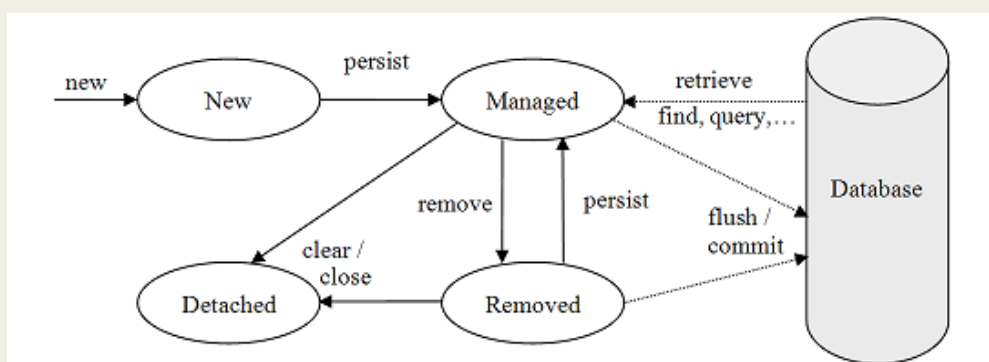 new
New
persist
Managed
retrieve
find, query,...
Database
remove
persist
flush /
commit
clear /
close
Detached
Removed